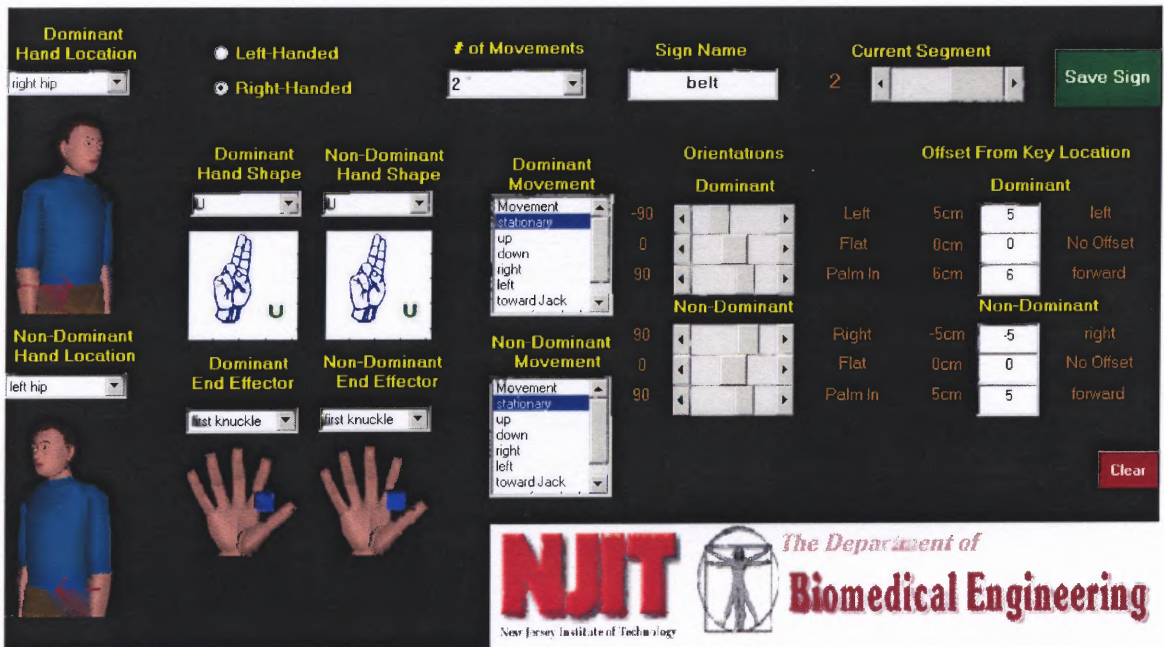 Dominant
Hand Location
right hip
Left-Handed
Right-Handed
# of Movements
2
Sign Name
belt
Current Segment
2
Save Sign
Dominant
Hand Shape
U
U
Non-Dominant
Hand Shape
U
U
Dominant
Movement
Movement
stationary
up
down
right
left
toward Jack
Orientations
Dominant
-90 Left
0 Flat
90 Palm In
Non-Dominant
90 Right
0 Flat
90 Palm In
Offset From Key Location
Dominant
5cm 5 left
0cm 0 No Offset
6cm 6 forward
Non-Dominant
-5cm -5 right
0cm 0 No Offset
5cm 5 forward
Non-Dominant
Hand Location
left hip
Dominant
End Effector
first knuckle
Non-Dominant
End Effector
first knuckle
Non-Dominant
Movement
Movement
stationary
up
down
right
left
toward Jack
Clear
NJIT
New Jersey Institute of Technology
The Department of
Biomedical Engineering